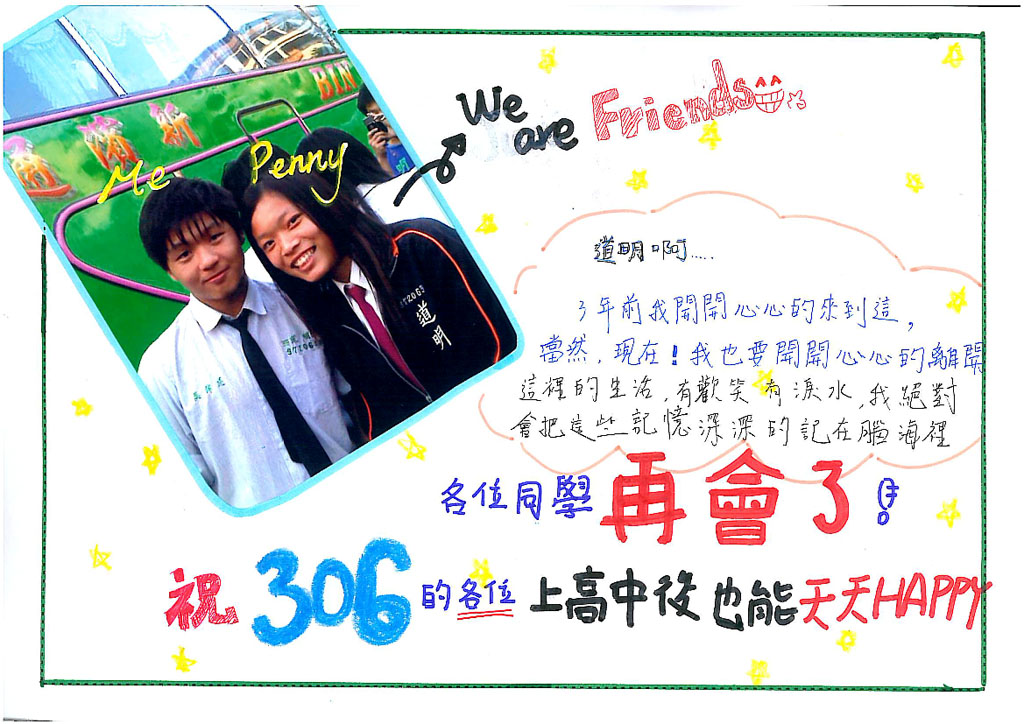 BIN
Me
Penny
We
are Friends
道明
道明啊.....
3年前我開開心心的來到這,
當然,現在!我也要開開心心的離開
這裡的生活,有歡笑有淚水,我絕對
會把這些記憶深深的記在腦海裡
各位同學 再會了!
祝 306 的各位 上高中後也能 天天HAPPY